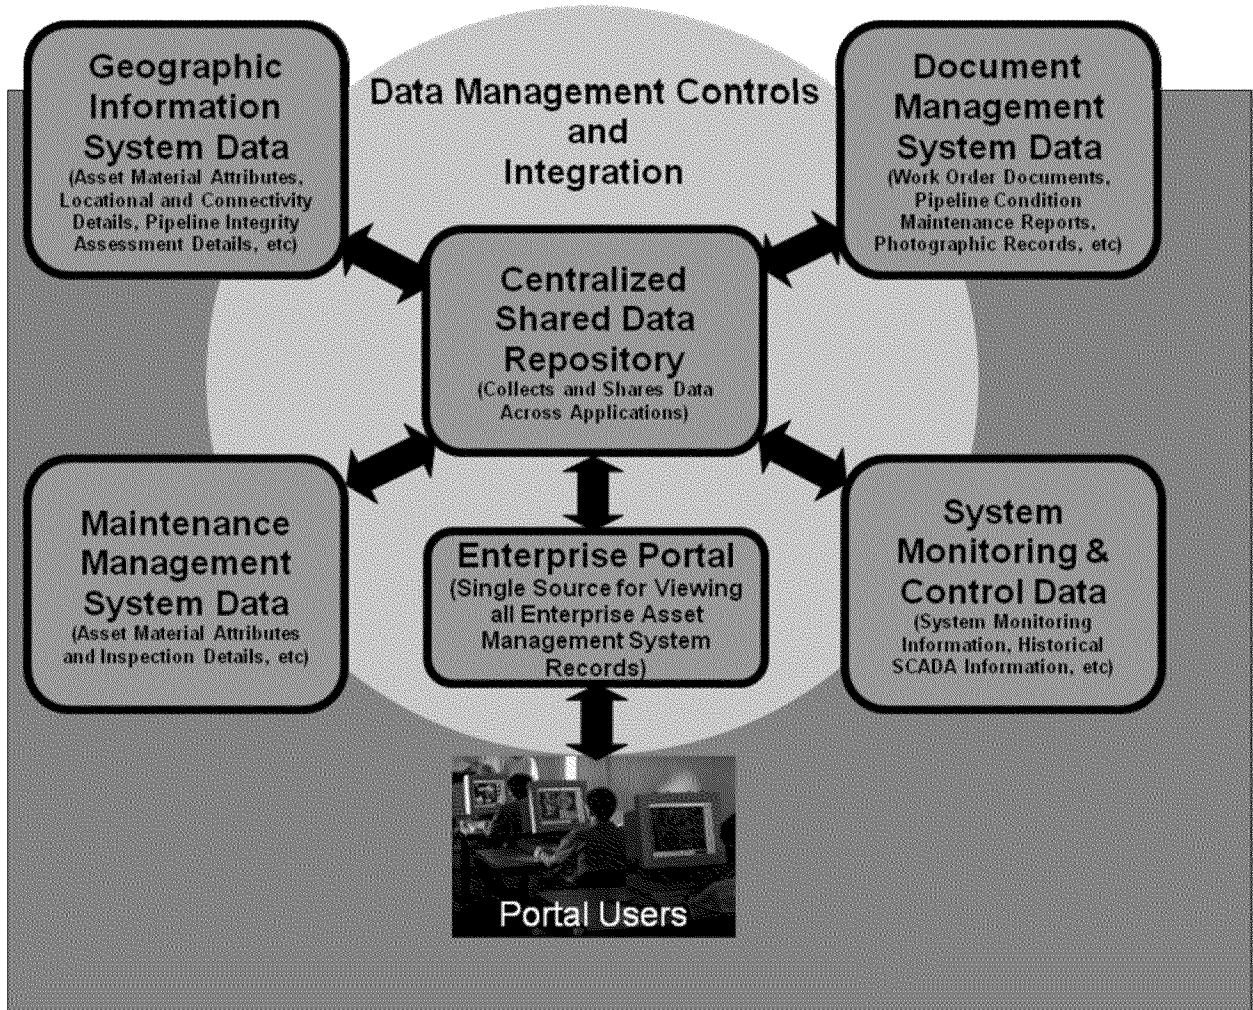 Geographic
Information
System Data
(Asset Material Attributes,
Locational and Connectivity
Details, Pipeline Integrity
Assessment Details, etc)
Data Management Controls
and
Integration
Document
Management
System Data
(Work Order Documents,
Pipeline Condition
Maintenance Reports,
Photographic Records, etc)
Centralized
Shared Data
Repository
(Collects and Shares Data
Across Applications)
Maintenance
Management
System Data
(Asset Material Attributes
and Inspection Details, etc)
Enterprise Portal
(Single Source for Viewing
all Enterprise Asset
Management System
Records)
System
Monitoring &
Control Data
(System Monitoring
Information, Historical
SCADA Information, etc)
Portal Users